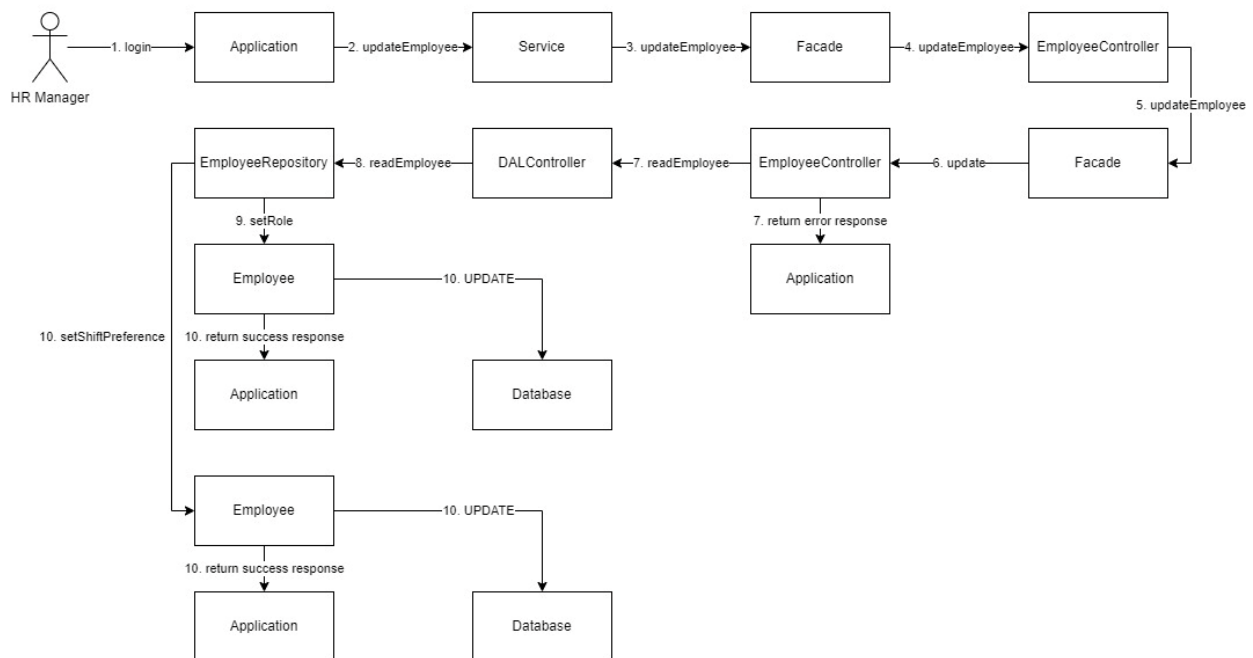 1. login
Application
2. updateEmployee
Service
3. updateEmployee
Facade
4. updateEmployee
EmployeeController
HR Manager
5. updateEmployee
EmployeeRepository
8. readEmployee
DALController
7. readEmployee
EmployeeController
6. update
Facade
9. setRole
7. return error response
Employee
10. UPDATE
Application
10. setShiftPreference
10. return success response
Application
Database
Employee
10. UPDATE
10. return success response
Application
Database